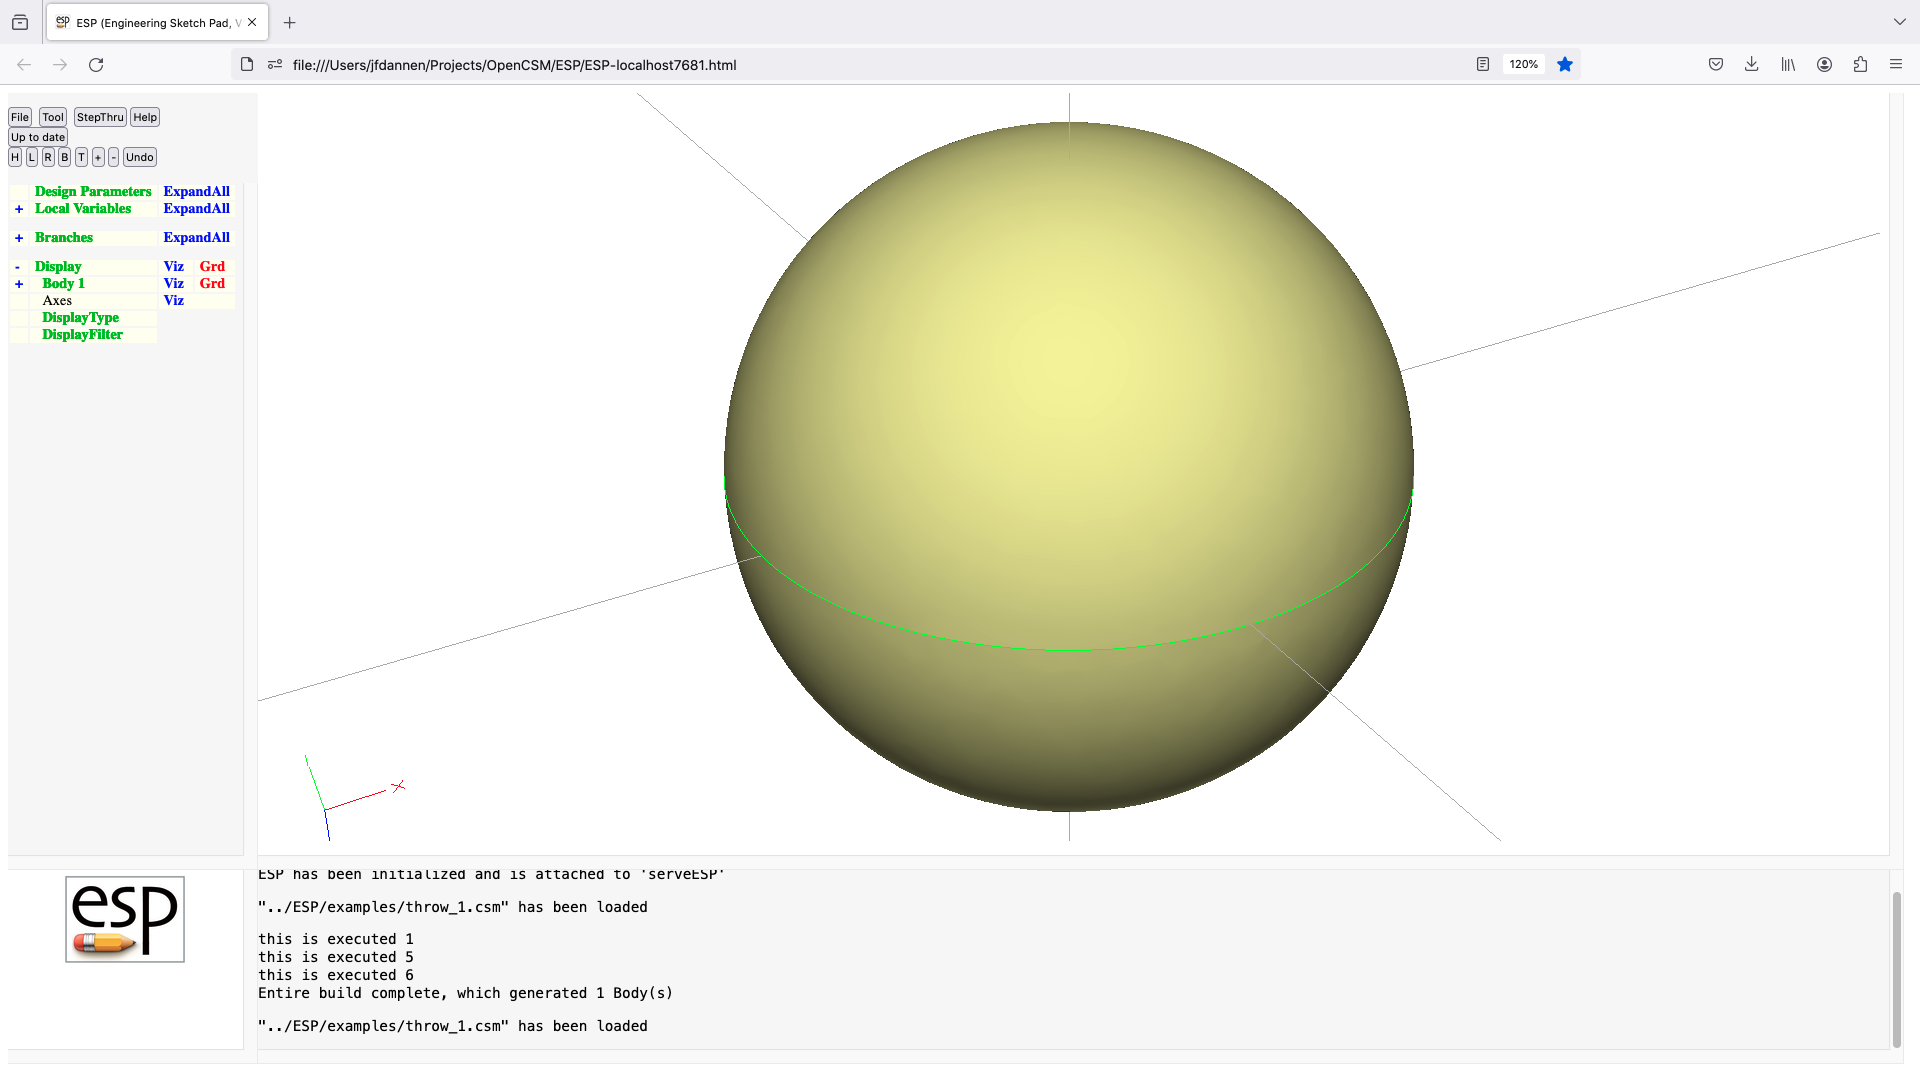 ESP (Engineering Sketch Pad, V
file:///Users/jfdannen/Projects/OpenCSM/ESP/ESP-localhost7681.html
120%
File Tool StepThru Help
Up to date
H L R B T + - Undo
Design Parameters ExpandAll
+ Local Variables ExpandAll
+ Branches ExpandAll
- Display Viz Grd
+ Body 1 Viz Grd
Axes Viz
DisplayType
DisplayFilter
X
esp
ESP has been initialized and is attached to 'serveESP'
"../ESP/examples/throw_1.csm" has been loaded
this is executed 1
this is executed 5
this is executed 6
Entire build complete, which generated 1 Body(s)
"../ESP/examples/throw_1.csm" has been loaded